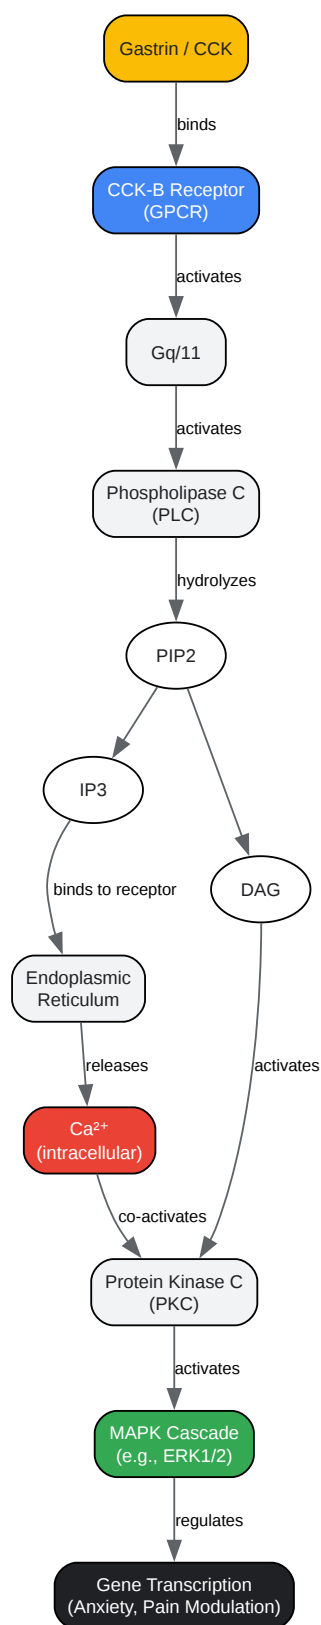 Gastrin / CCK
binds
CCK-B Receptor
(GPCR)
activates
Gq/11
activates
Phospholipase C
(PLC)
hydrolyzes
PIP2
IP3
DAG
binds to receptor
Endoplasmic
Reticulum
releases
activates
Ca²⁺
(intracellular)
co-activates
Protein Kinase C
(PKC)
activates
MAPK Cascade
(e.g., ERK1/2)
regulates
Gene Transcription
(Anxiety, Pain Modulation)